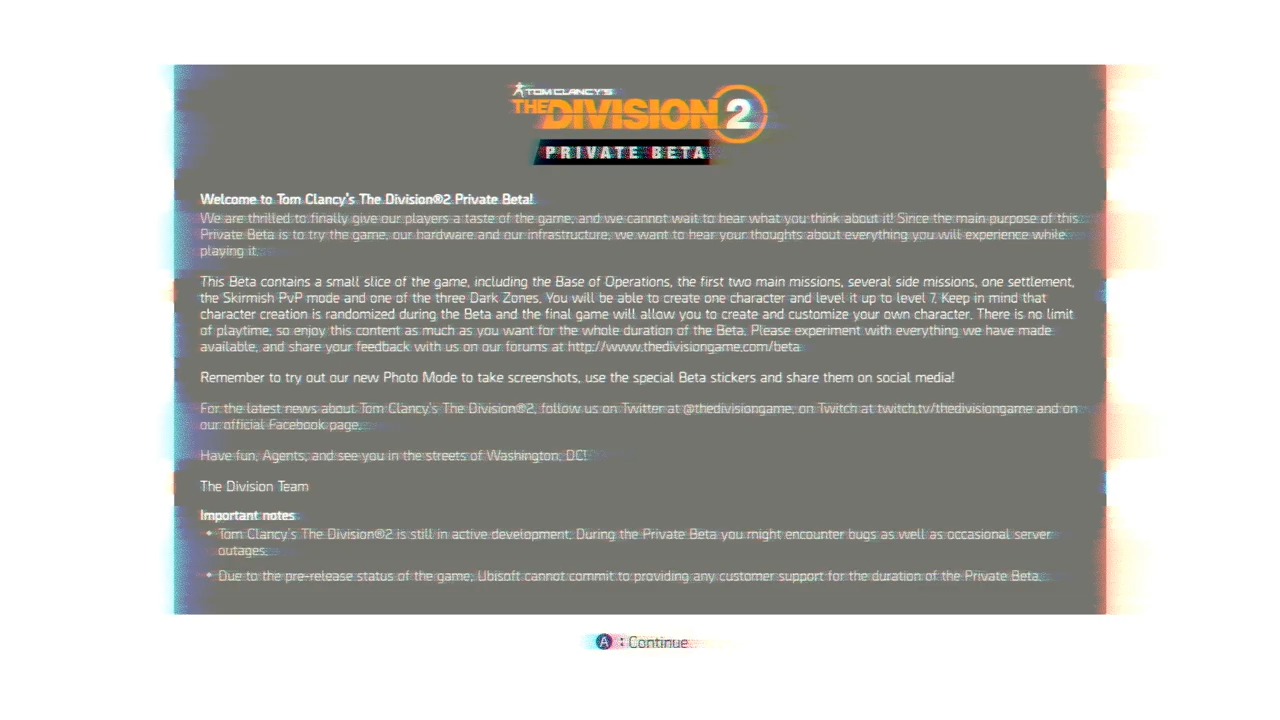 TOM CLANCY'S
THE DIVISION 2
PRIVATE BETA
Welcome to Tom Clancy's The Division®2 Private Beta!
We are thrilled to finally give our players a taste of the game, and we cannot wait to hear what you think about it! Since the main purpose of this
Private Beta is to try the game, our hardware and our infrastructure, we want to hear your thoughts about everything you will experience while
playing it.
This Beta contains a small slice of the game, including the Base of Operations, the first two main missions, several side missions, one settlement,
the Skirmish PvP mode and one of the three Dark Zones. You will be able to create one character and level it up to level 7. Keep in mind that
character creation is randomized during the Beta and the final game will allow you to create and customize your own character. There is no limit
of playtime, so enjoy this content as much as you want for the whole duration of the Beta. Please experiment with everything we have made
available, and share your feedback with us on our forums at http://www.thedivisiongame.com/beta
Remember to try out our new Photo Mode to take screenshots, use the special Beta stickers and share them on social media!
For the latest news about Tom Clancy's The Division®2, follow us on Twitter at @thedivisiongame, on Twitch at twitch.tv/thedivisiongame and on
our official Facebook page.
Have fun, Agents, and see you in the streets of Washington, DC!
The Division Team
Important notes
• Tom Clancy's The Division®2 is still in active development. During the Private Beta you might encounter bugs as well as occasional server
outages.
• Due to the pre-release status of the game, Ubisoft cannot commit to providing any customer support for the duration of the Private Beta.
A : Continue